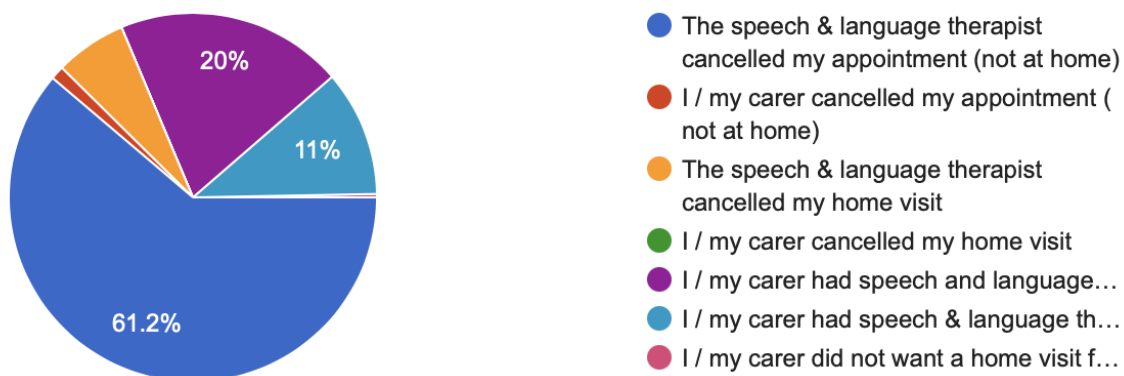 20%
11%
61.2%
The speech & language therapist
cancelled my appointment (not at home)
I / my carer cancelled my appointment (
not at home)
The speech & language therapist
cancelled my home visit
I / my carer cancelled my home visit
I / my carer had speech and language…
I / my carer had speech & language th…
I / my carer did not want a home visit f…